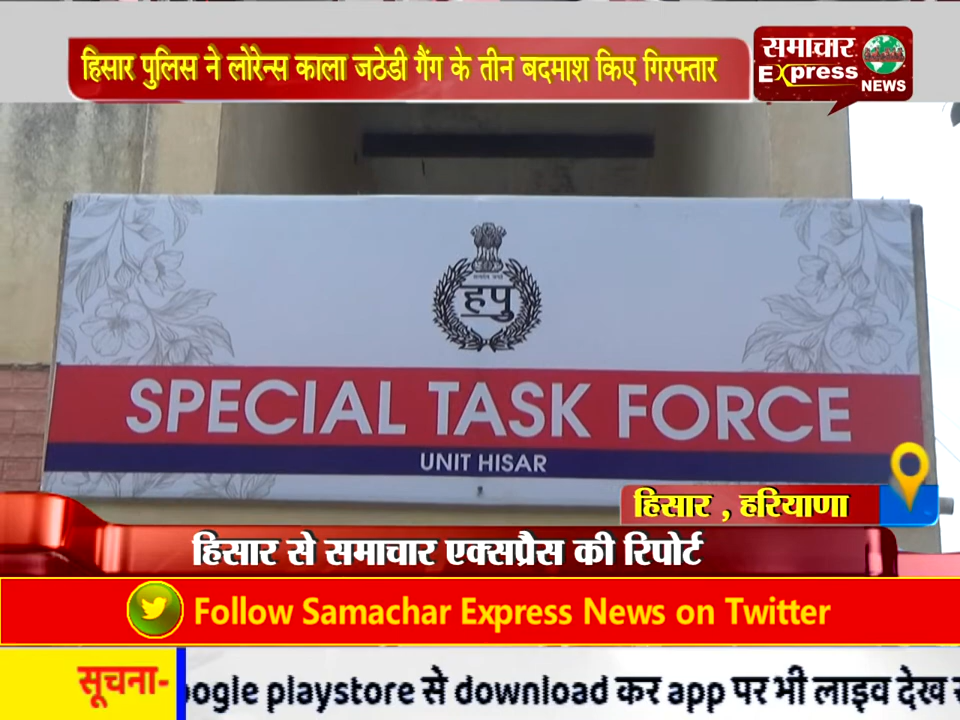 हिसार पुलिस ने लोरेन्स काला जठेडी गैंग के तीन बदमाश किए गिरफ्तार
समाचार
Express
NEWS
हपु
SPECIAL TASK FORCE
UNIT HISAR
हिसार , हरियाणा
हिसार से समाचार एक्सप्रैस की रिपोर्ट
Follow Samachar Express News on Twitter
सूचना-
oogle playstore से download कर app पर भी लाइव देख